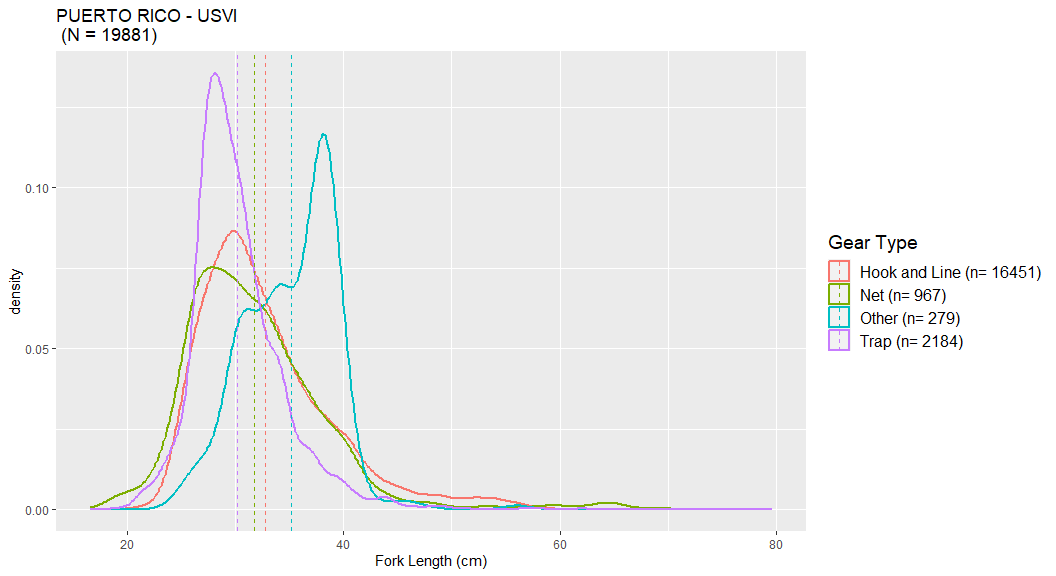 PUERTO RICO - USVI
(N = 19881)
0.10
0.05
0.00
density
20 40 60 80
Fork Length (cm)
Gear Type
Hook and Line (n= 16451)
Net (n= 967)
Other (n= 279)
Trap (n= 2184)